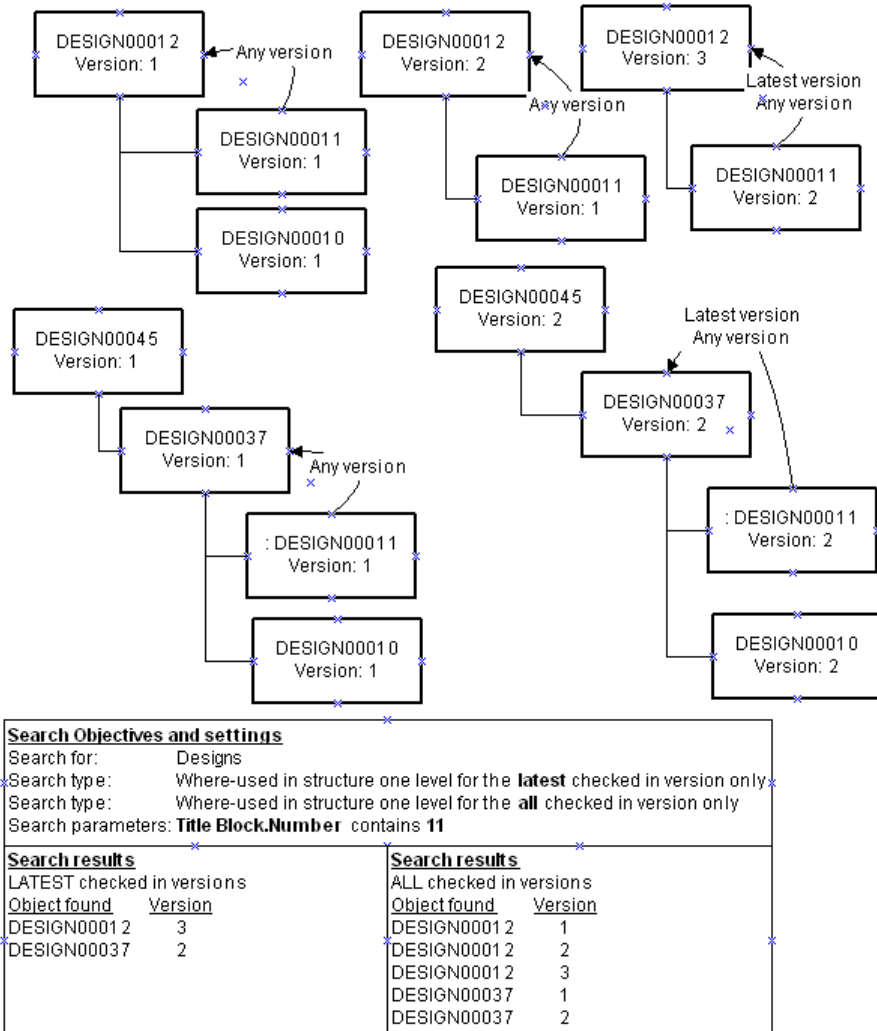 DESIGN00012
Version: 1
Any version
DESIGN00011
Version: 1
DESIGN00010
Version: 1
DESIGN00012
Version: 2
Any version
DESIGN00011
Version: 1
DESIGN00012
Version: 3
Latest version
Any version
DESIGN00011
Version: 2
DESIGN00045
Version: 1
DESIGN00037
Version: 1
Any version
: DESIGN00011
Version: 1
DESIGN00010
Version: 1
DESIGN00045
Version: 2
Latest version
Any version
DESIGN00037
Version: 2
: DESIGN00011
Version: 2
DESIGN00010
Version: 2
Search Objectives and settings
Search for: Designs
Search type: Where-used in structure one level for the latest checked in version only
Search type: Where-used in structure one level for the all checked in version only
Search parameters: Title Block.Number contains 11
Search results
LATEST checked in versions
Object found Version
DESIGN00012 3
DESIGN00037 2
Search results
ALL checked in versions
Object found Version
DESIGN00012 1
DESIGN00012 2
DESIGN00012 3
DESIGN00037 1
DESIGN00037 2